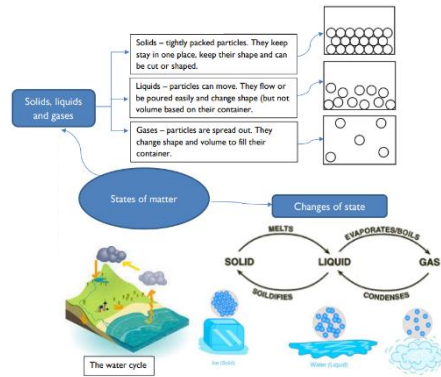 Solids – tightly packed particles. They keep
stay in one place, keep their shape and can
be cut or shaped.
Solids, liquids
and gases
Liquids – particles can move. They flow or
be poured easily and change shape (but not
volume based on their container.
Gases – particles are spread out. They
change shape and volume to fill their
container.
States of matter
Changes of state
MELTS
EVAPORATES/BOILS
SOLID
LIQUID
GAS
SOILDIFIES
CONDENSES
The water cycle
Ice (Solid)
Water (Liquid)